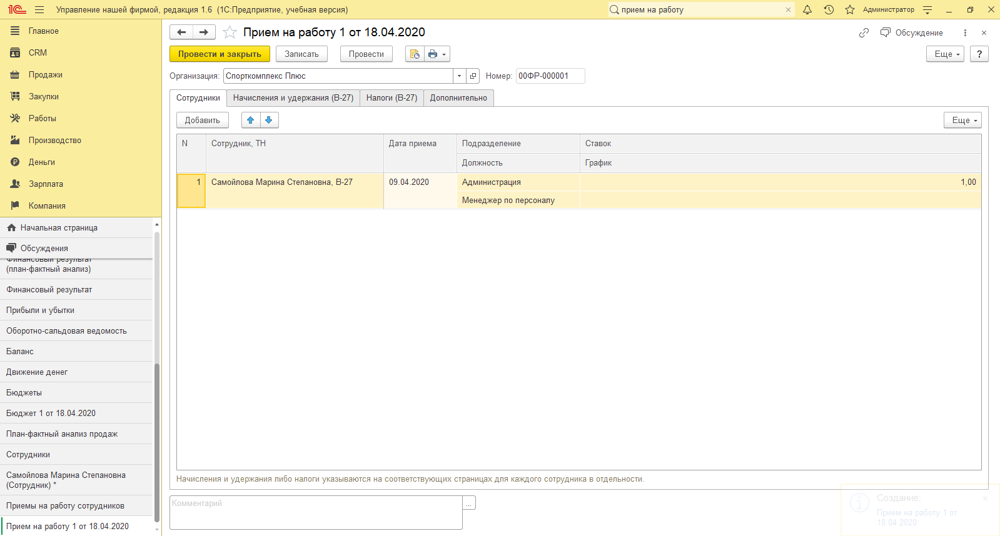 1С Управление нашей фирмой, редакция 1.6 (1С:Предприятие, учебная версия)
прием на работу
Администратор
Главное
CRM
Продажи
Закупки
Работы
Производство
Деньги
Зарплата
Компания
Начальная страница
Обсуждения
Финансовый результат
(план-фактный анализ)
Финансовый результат
Прибыли и убытки
Оборотно-сальдовая ведомость
Баланс
Движение денег
Бюджеты
Бюджет 1 от 18.04.2020
План-фактный анализ продаж
Сотрудники
Самойлова Марина Степановна
(Сотрудник) *
Приемы на работу сотрудников
Прием на работу 1 от 18.04.2020
Прием на работу 1 от 18.04.2020
Обсуждение
Провести и закрыть Записать Провести Еще ?
Организация: Спорткомплекс Плюс Номер: 00ФР-000001
Сотрудники Начисления и удержания (В-27) Налоги (В-27) Дополнительно
Добавить Еще
N Сотрудник, ТН Дата приема Подразделение Ставок
Должность График
1 Самойлова Марина Степановна, В-27 09.04.2020 Администрация 1,00
Менеджер по персоналу
Начисления и удержания либо налоги указываются на соответствующих страницах для каждого сотрудника в отдельности.
Комментарий ...
Создание:
Прием на работу 1 от
18.04.2020